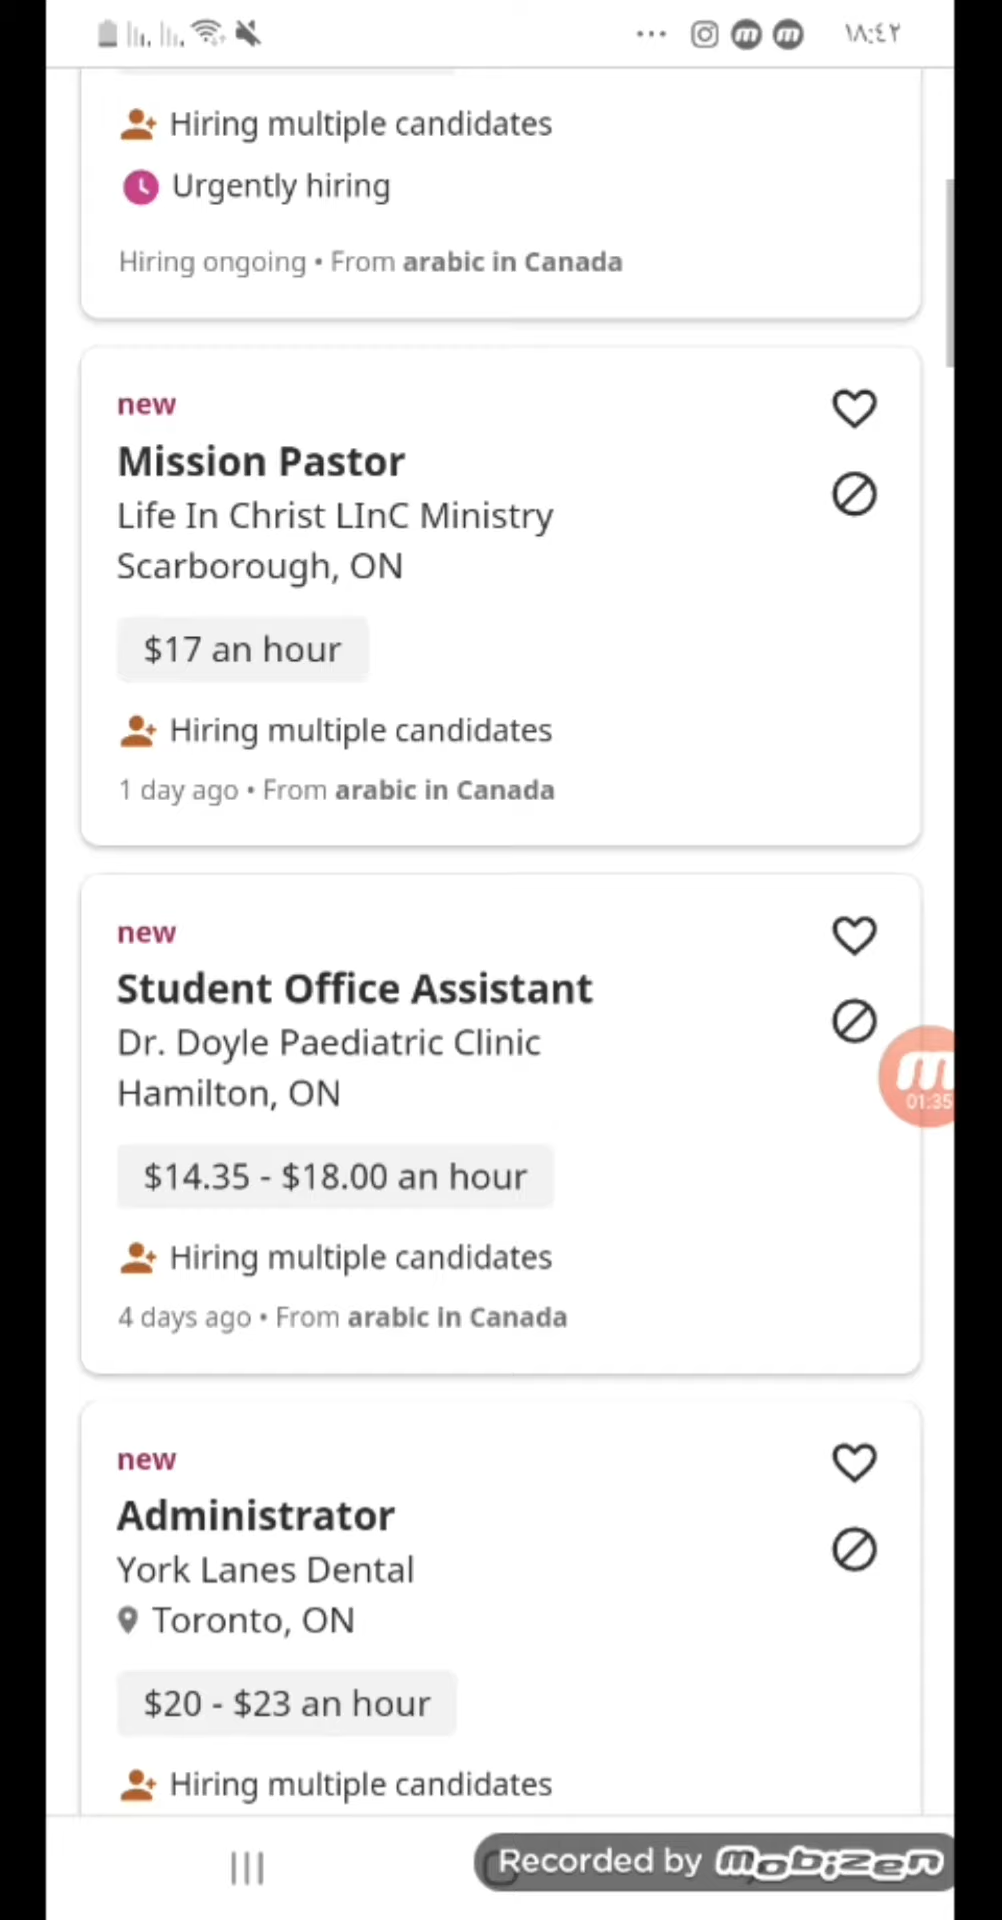 ١٨:٤٢
Hiring multiple candidates
Urgently hiring
Hiring ongoing • From arabic in Canada
new
Mission Pastor
Life In Christ LInC Ministry
Scarborough, ON
$17 an hour
Hiring multiple candidates
1 day ago • From arabic in Canada
new
Student Office Assistant
Dr. Doyle Paediatric Clinic
Hamilton, ON
m
01:35
$14.35 - $18.00 an hour
Hiring multiple candidates
4 days ago • From arabic in Canada
new
Administrator
York Lanes Dental
Toronto, ON
$20 - $23 an hour
Hiring multiple candidates
Recorded by mobizen